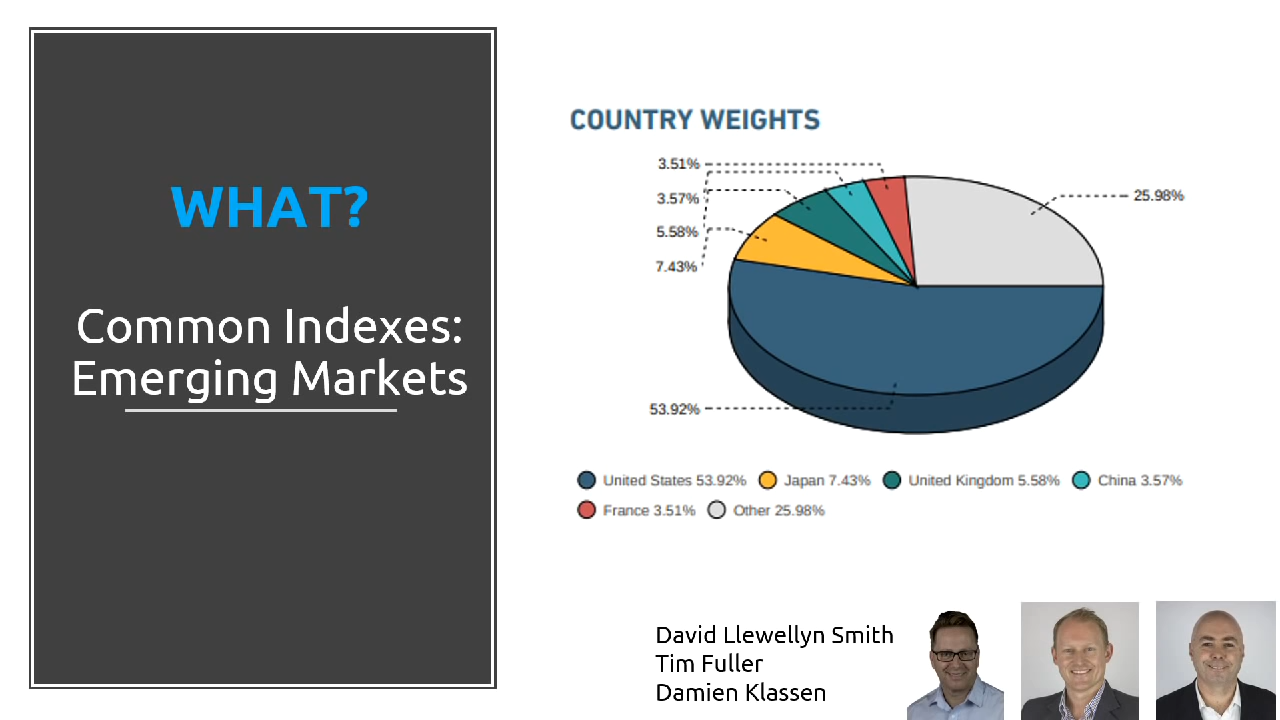 WHAT?
Common Indexes:
Emerging Markets
COUNTRY WEIGHTS
3.51%
3.57%
5.58%
7.43%
25.98%
53.92%
United States 53.92% Japan 7.43% United Kingdom 5.58% China 3.57%
France 3.51% Other 25.98%
David Llewellyn Smith
Tim Fuller
Damien Klassen